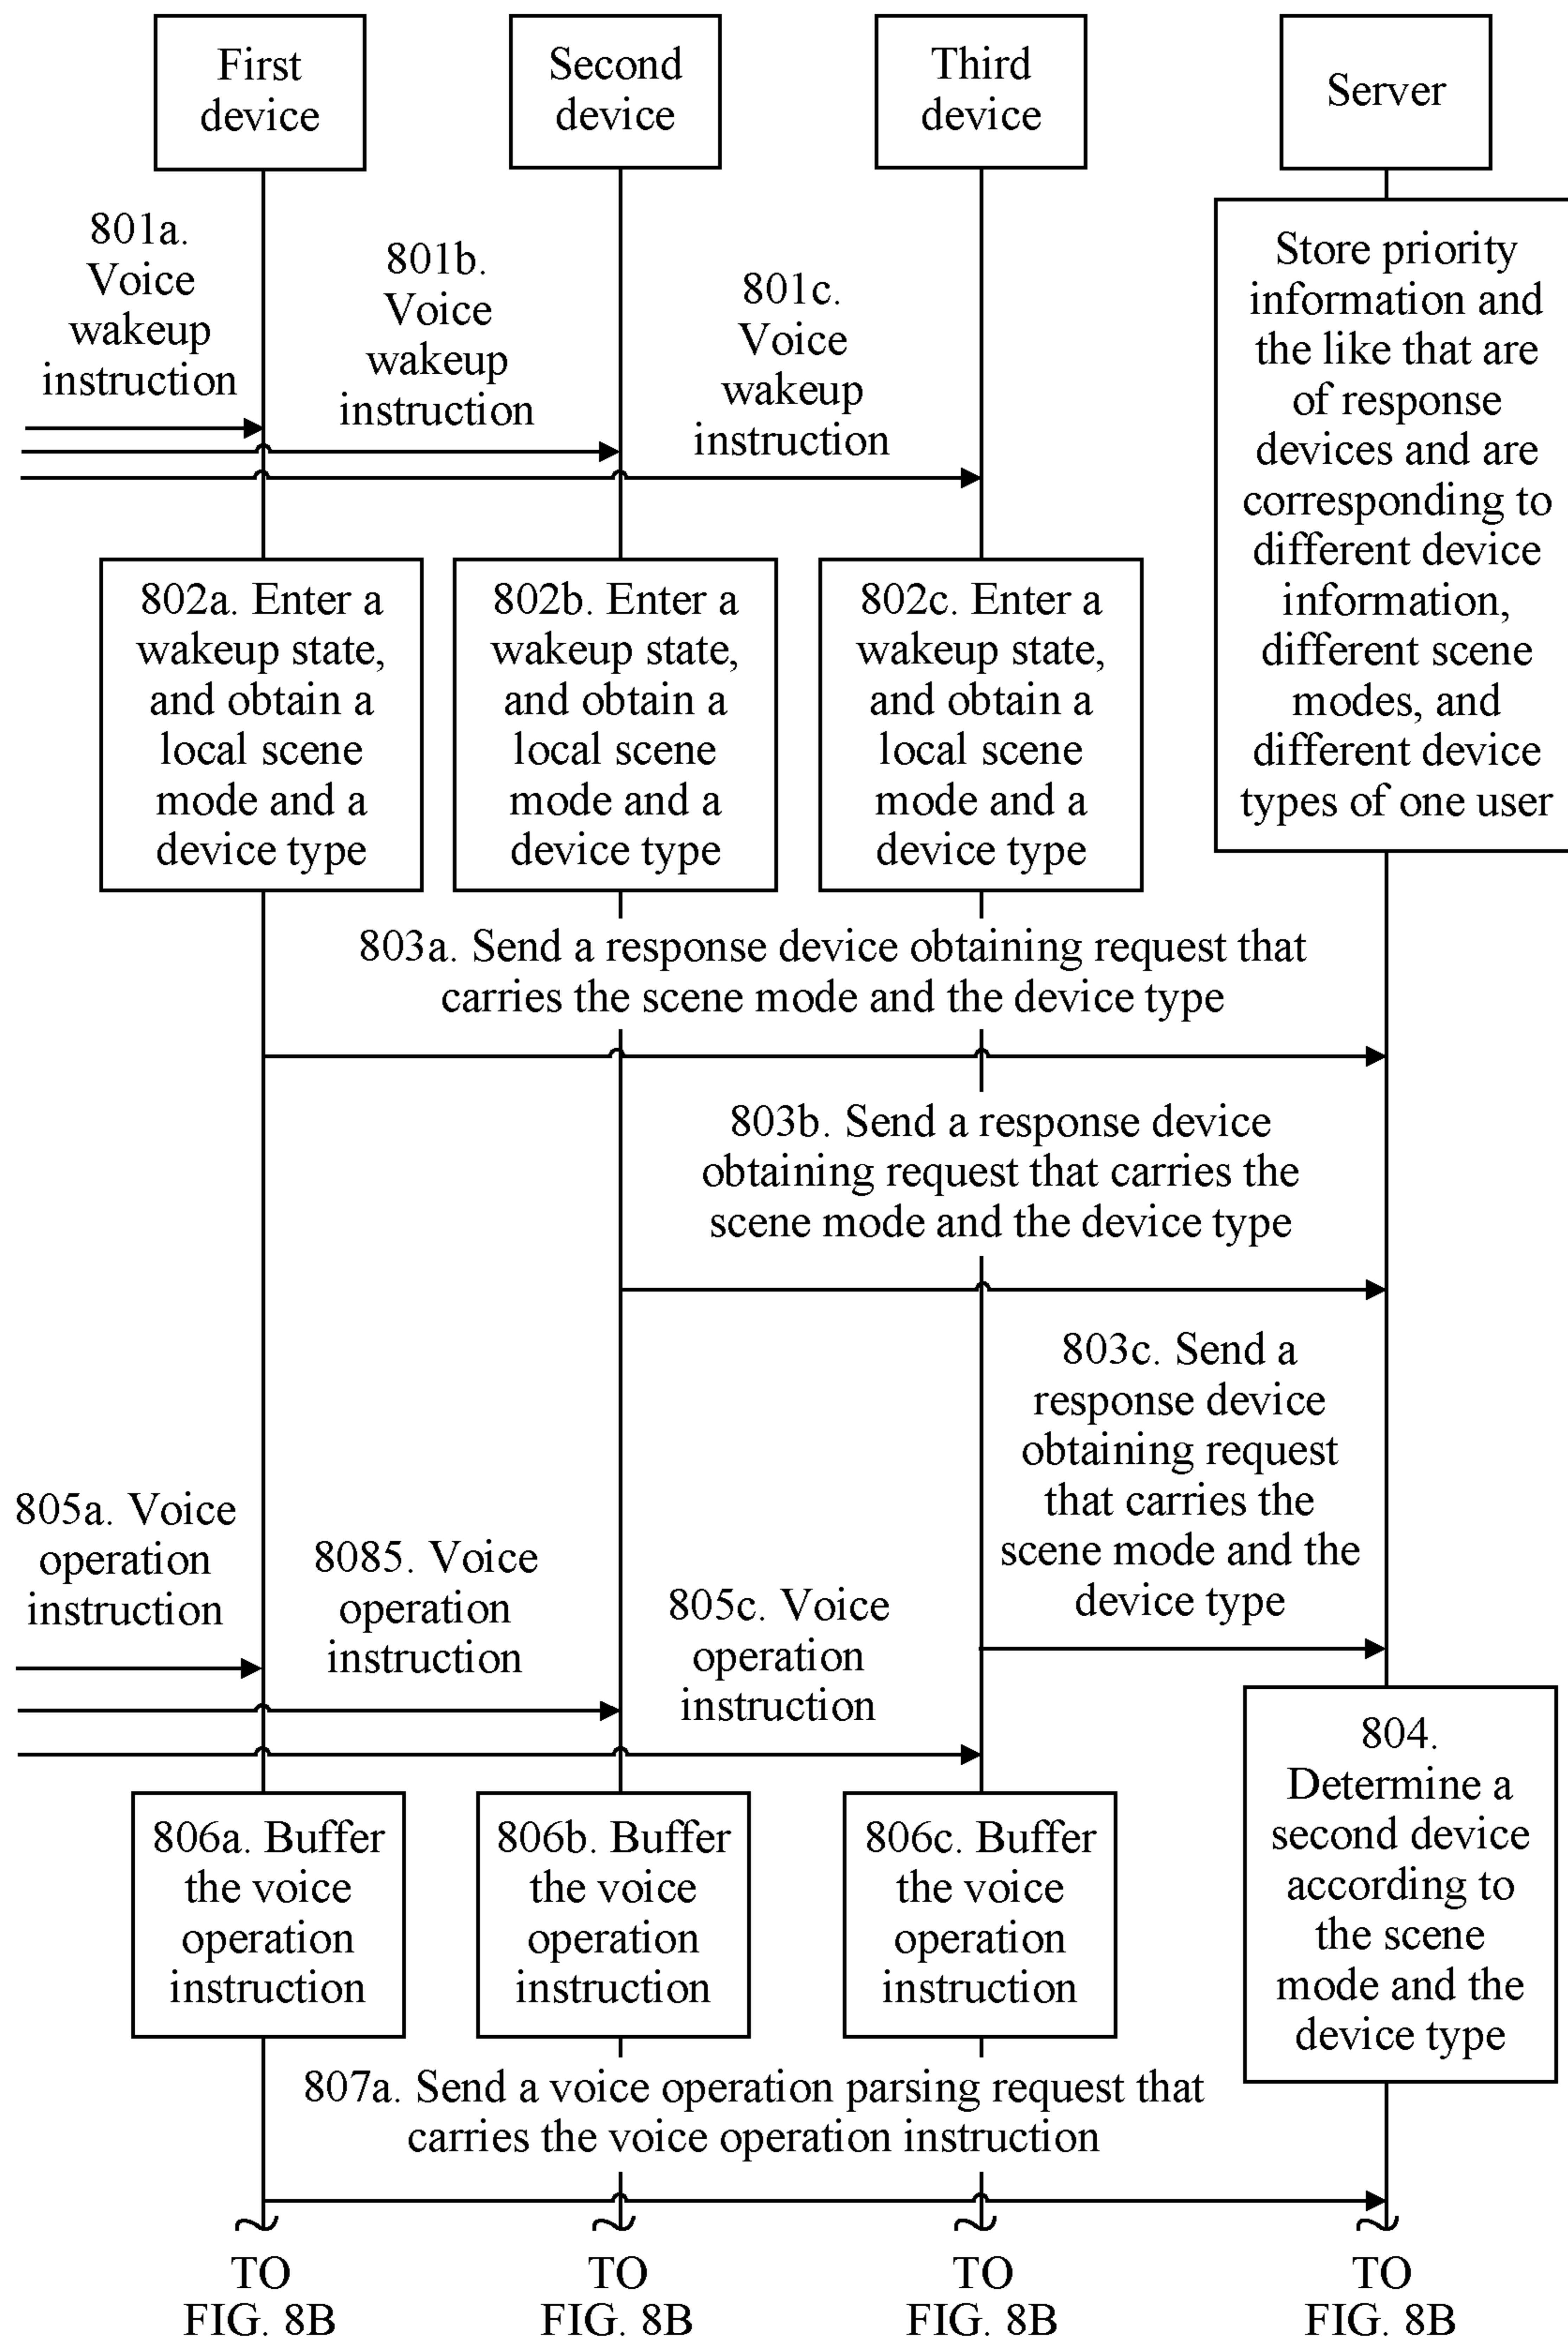 First
device
Second
device
Third
device
Server
801a.
Voice
wakeup
instruction
801b.
Voice
wakeup
instruction
801c.
Voice
wakeup
instruction
Store priority
information and
the like that are
of response
devices and are
corresponding to
different device
information,
different scene
modes, and
different device
types of one user
802a. Enter a
wakeup state,
and obtain a
local scene
mode and a
device type
802b. Enter a
wakeup state,
and obtain a
local scene
mode and a
device type
802c. Enter a
wakeup state,
and obtain a
local scene
mode and a
device type
803a. Send a response device obtaining request that
carries the scene mode and the device type
803b. Send a response device
obtaining request that carries the
scene mode and the device type
803c. Send a
response device
obtaining request
that carries the
scene mode and the
device type
805a. Voice
operation
instruction
8085. Voice
operation
instruction
805c. Voice
operation
instruction
804.
Determine a
second device
according to
the scene
mode and the
device type
806a. Buffer
the voice
operation
instruction
806b. Buffer
the voice
operation
instruction
806c. Buffer
the voice
operation
instruction
807a. Send a voice operation parsing request that
carries the voice operation instruction
TO
FIG. 8B
TO
FIG. 8B
TO
FIG. 8B
TO
FIG. 8B